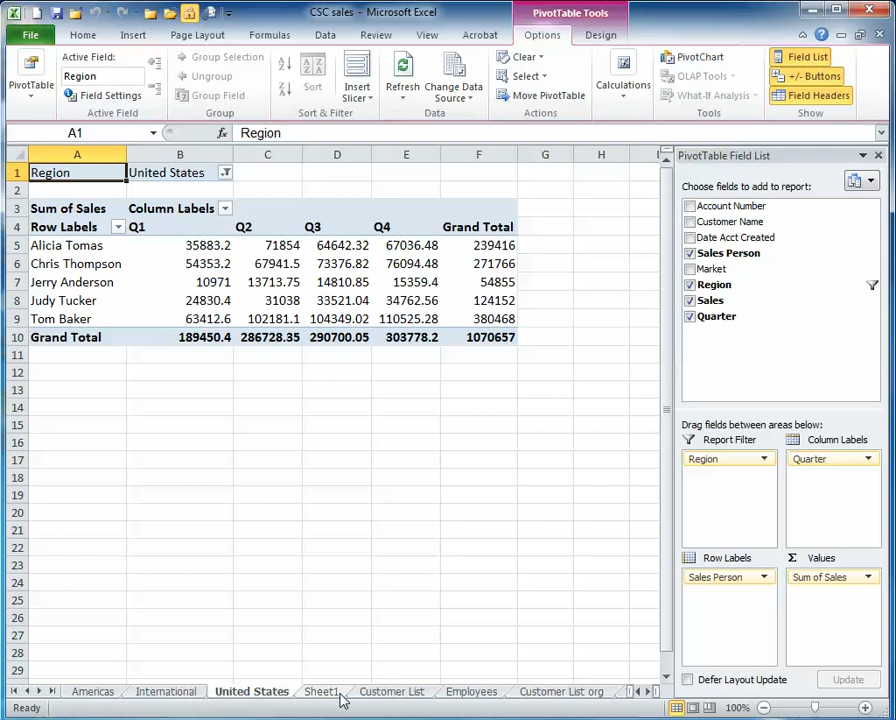 CSC sales - Microsoft Excel
PivotTable Tools
File Home Insert Page Layout Formulas Data Review View Acrobat Options Design
PivotTable
Active Field:
Region
Field Settings
Active Field
Group Selection
Ungroup
Group Field
Group
Sort
Insert Slicer
Sort & Filter
Refresh
Change Data Source
Data
Clear
Select
Move PivotTable
Actions
Calculations
PivotChart
OLAP Tools
What-If Analysis
Tools
Field List
+/- Buttons
Field Headers
Show
A1 fx Region
A B C D E F G H I
1 Region United States
2
3 Sum of Sales Column Labels
4 Row Labels Q1 Q2 Q3 Q4 Grand Total
5 Alicia Tomas 35883.2 71854 64642.32 67036.48 239416
6 Chris Thompson 54353.2 67941.5 73376.82 76094.48 271766
7 Jerry Anderson 10971 13713.75 14810.85 15359.4 54855
8 Judy Tucker 24830.4 31038 33521.04 34762.56 124152
9 Tom Baker 63412.6 102181.1 104349.02 110525.28 380468
10 Grand Total 189450.4 286728.35 290700.05 303778.2 1070657
11
12
13
14
15
16
17
18
19
20
21
22
23
24
25
26
27
28
29
PivotTable Field List
Choose fields to add to report:
Account Number
Customer Name
Date Acct Created
Sales Person
Market
Region
Sales
Quarter
Drag fields between areas below:
Report Filter Column Labels
Region Quarter
Row Labels Σ Values
Sales Person Sum of Sales
Defer Layout Update Update
Americas International United States Sheet1 Customer List Employees Customer List org
Ready 100%